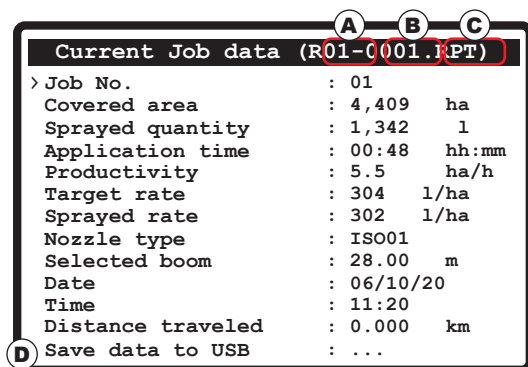 A B C
Current Job data (R01-0001.RPT)
>Job No. : 01
Covered area : 4,409 ha
Sprayed quantity : 1,342 l
Application time : 00:48 hh:mm
Productivity : 5.5 ha/h
Target rate : 304 l/ha
Sprayed rate : 302 l/ha
Nozzle type : ISO01
Selected boom : 28.00 m
Date : 06/10/20
Time : 11:20
Distance traveled : 0.000 km
D Save data to USB : ...